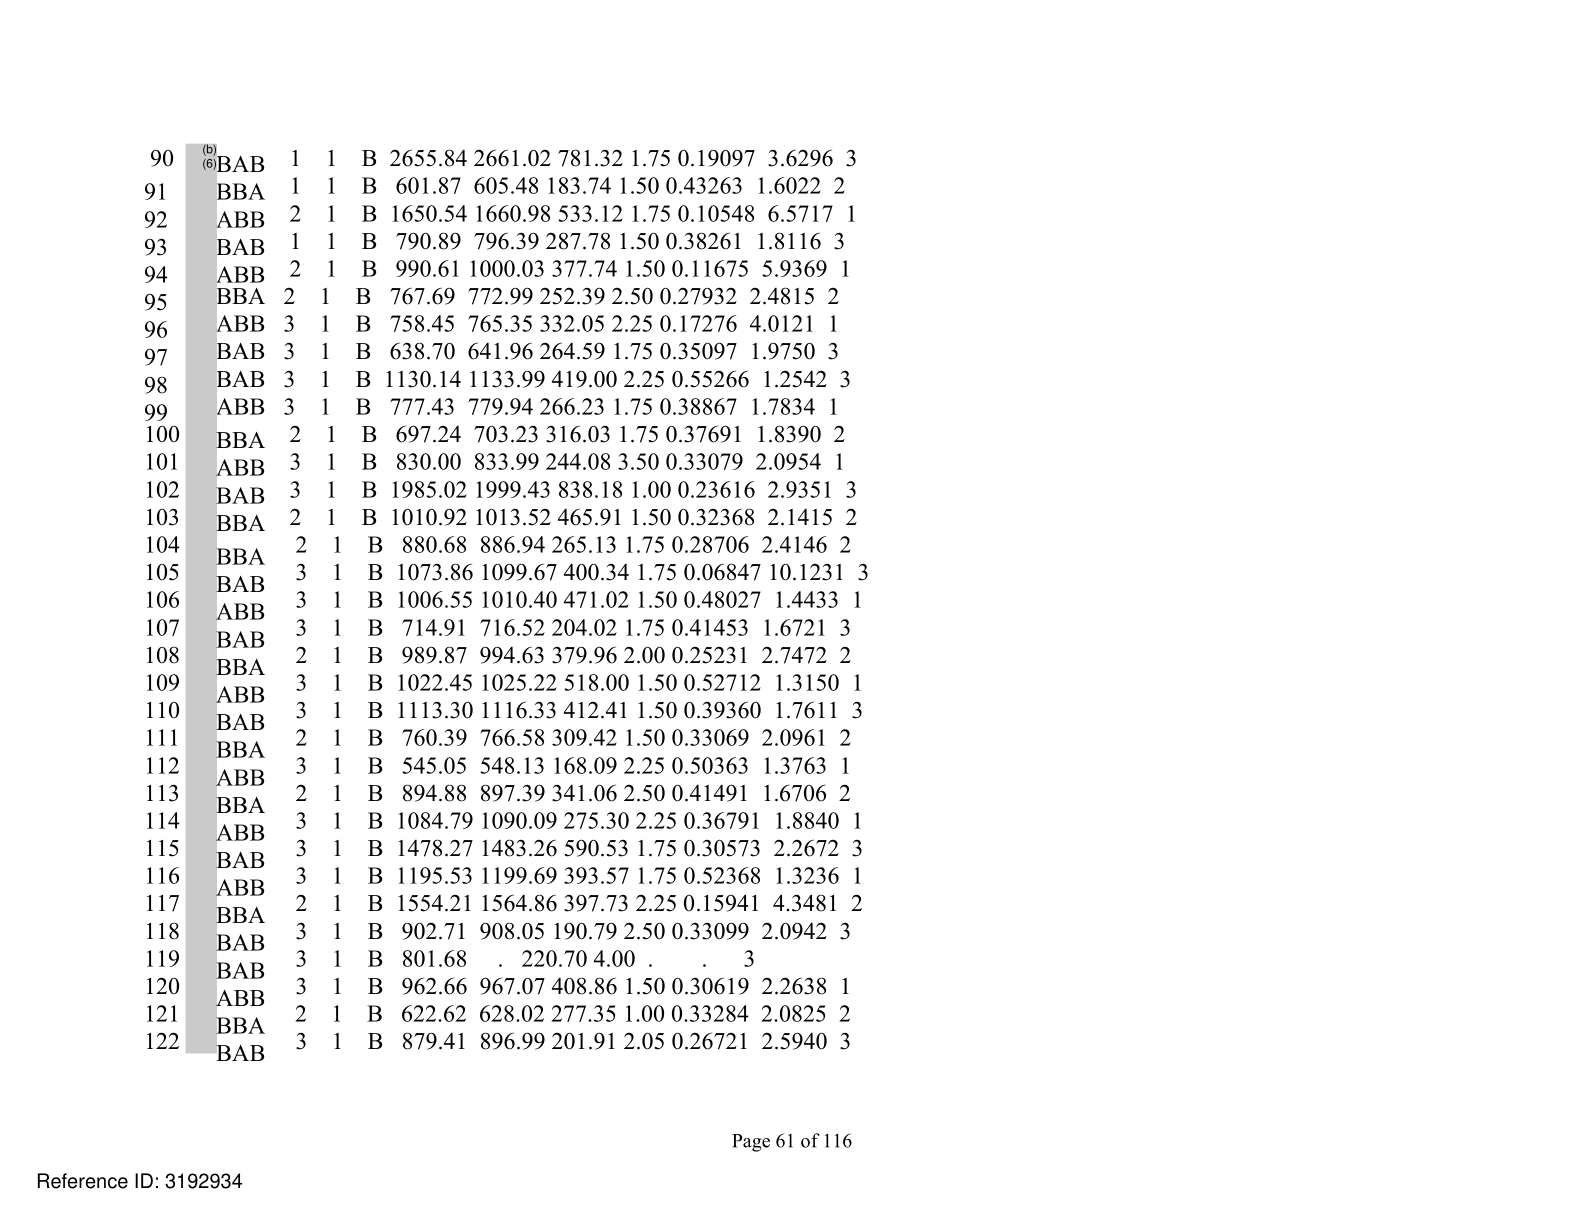 90 (b) (6) BAB 1 1 B 2655.84 2661.02 781.32 1.75 0.19097 3.6296 3
91 BBA 1 1 B 601.87 605.48 183.74 1.50 0.43263 1.6022 2
92 ABB 2 1 B 1650.54 1660.98 533.12 1.75 0.10548 6.5717 1
93 BAB 1 1 B 790.89 796.39 287.78 1.50 0.38261 1.8116 3
94 ABB 2 1 B 990.61 1000.03 377.74 1.50 0.11675 5.9369 1
95 BBA 2 1 B 767.69 772.99 252.39 2.50 0.27932 2.4815 2
96 ABB 3 1 B 758.45 765.35 332.05 2.25 0.17276 4.0121 1
97 BAB 3 1 B 638.70 641.96 264.59 1.75 0.35097 1.9750 3
98 BAB 3 1 B 1130.14 1133.99 419.00 2.25 0.55266 1.2542 3
99 ABB 3 1 B 777.43 779.94 266.23 1.75 0.38867 1.7834 1
100 BBA 2 1 B 697.24 703.23 316.03 1.75 0.37691 1.8390 2
101 ABB 3 1 B 830.00 833.99 244.08 3.50 0.33079 2.0954 1
102 BAB 3 1 B 1985.02 1999.43 838.18 1.00 0.23616 2.9351 3
103 BBA 2 1 B 1010.92 1013.52 465.91 1.50 0.32368 2.1415 2
104 BBA 2 1 B 880.68 886.94 265.13 1.75 0.28706 2.4146 2
105 BAB 3 1 B 1073.86 1099.67 400.34 1.75 0.06847 10.1231 3
106 ABB 3 1 B 1006.55 1010.40 471.02 1.50 0.48027 1.4433 1
107 BAB 3 1 B 714.91 716.52 204.02 1.75 0.41453 1.6721 3
108 BBA 2 1 B 989.87 994.63 379.96 2.00 0.25231 2.7472 2
109 ABB 3 1 B 1022.45 1025.22 518.00 1.50 0.52712 1.3150 1
110 BAB 3 1 B 1113.30 1116.33 412.41 1.50 0.39360 1.7611 3
111 BBA 2 1 B 760.39 766.58 309.42 1.50 0.33069 2.0961 2
112 ABB 3 1 B 545.05 548.13 168.09 2.25 0.50363 1.3763 1
113 BBA 2 1 B 894.88 897.39 341.06 2.50 0.41491 1.6706 2
114 ABB 3 1 B 1084.79 1090.09 275.30 2.25 0.36791 1.8840 1
115 BAB 3 1 B 1478.27 1483.26 590.53 1.75 0.30573 2.2672 3
116 ABB 3 1 B 1195.53 1199.69 393.57 1.75 0.52368 1.3236 1
117 BBA 2 1 B 1554.21 1564.86 397.73 2.25 0.15941 4.3481 2
118 BAB 3 1 B 902.71 908.05 190.79 2.50 0.33099 2.0942 3
119 BAB 3 1 B 801.68 . 220.70 4.00 . . 3
120 ABB 3 1 B 962.66 967.07 408.86 1.50 0.30619 2.2638 1
121 BBA 2 1 B 622.62 628.02 277.35 1.00 0.33284 2.0825 2
122 BAB 3 1 B 879.41 896.99 201.91 2.05 0.26721 2.5940 3
Page 61 of 116
Reference ID: 3192934